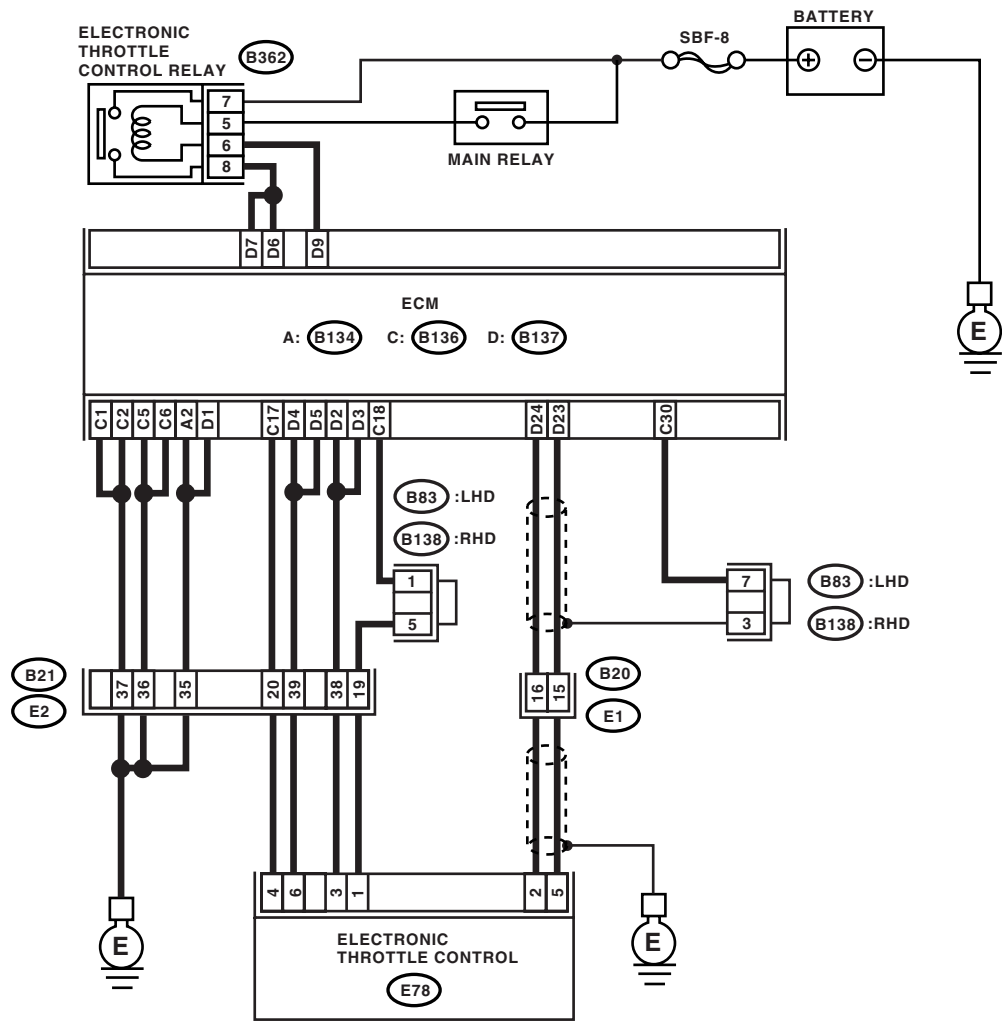 BATTERY
ELECTRONIC
THROTTLE
CONTROL RELAY
B362
SBF-8
7
5
6
8
MAIN RELAY
D7 D6 D9
E
ECM
A: B134 C: B136 D: B137
C1 C2 C5 C6 A2 D1 C17 D4 D5 D2 D3 C18 D24 D23 C30
B83 :LHD
B138 :RHD
1
5
7
3
B83 :LHD
B138 :RHD
B21
E2
37 36 35 20 39 38 19
16 15
B20
E1
4 6 3 1 2 5
E
E
ELECTRONIC
THROTTLE CONTROL
E78